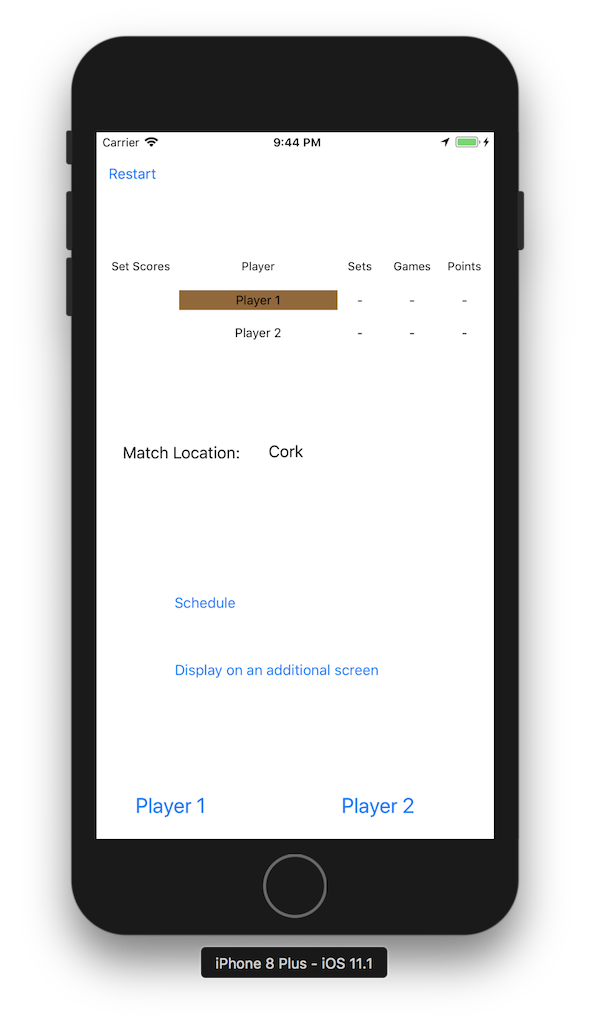 Carrier 9:44 PM
Restart
Set Scores Player Sets Games Points
Player 1 - - -
Player 2 - - -
Match Location: Cork
Schedule
Display on an additional screen
Player 1 Player 2
iPhone 8 Plus - iOS 11.1